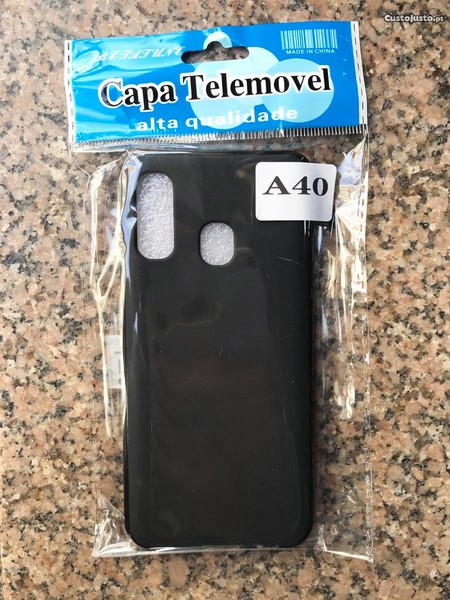 CustoJusto.pt
MADE IN CHINA
Capa Telemovel
alta qualidade
A40